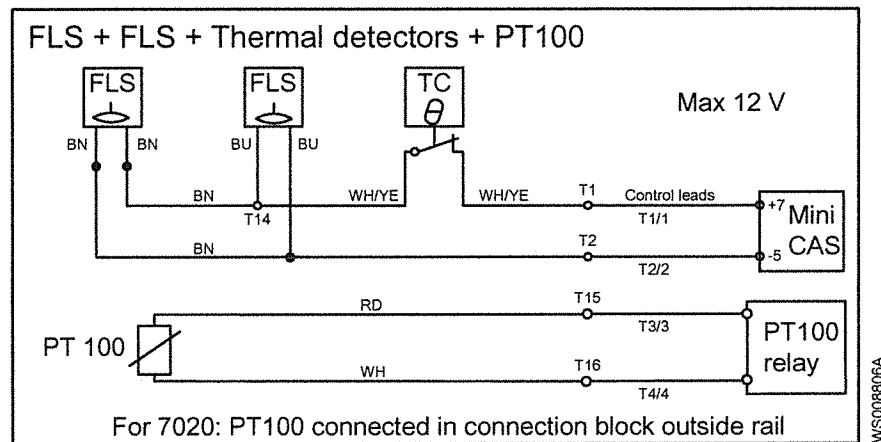 FLS + FLS + Thermal detectors + PT100
FLS FLS TC
Max 12 V
BN BN BU BU
BN WH/YE WH/YE T1 Control leads +7 Mini
T14 T1/1
BN T2 -5 CAS
T2/2
RD T15
T3/3 PT100
PT 100 relay
WH T16
T4/4
For 7020: PT100 connected in connection block outside rail
WS008806A